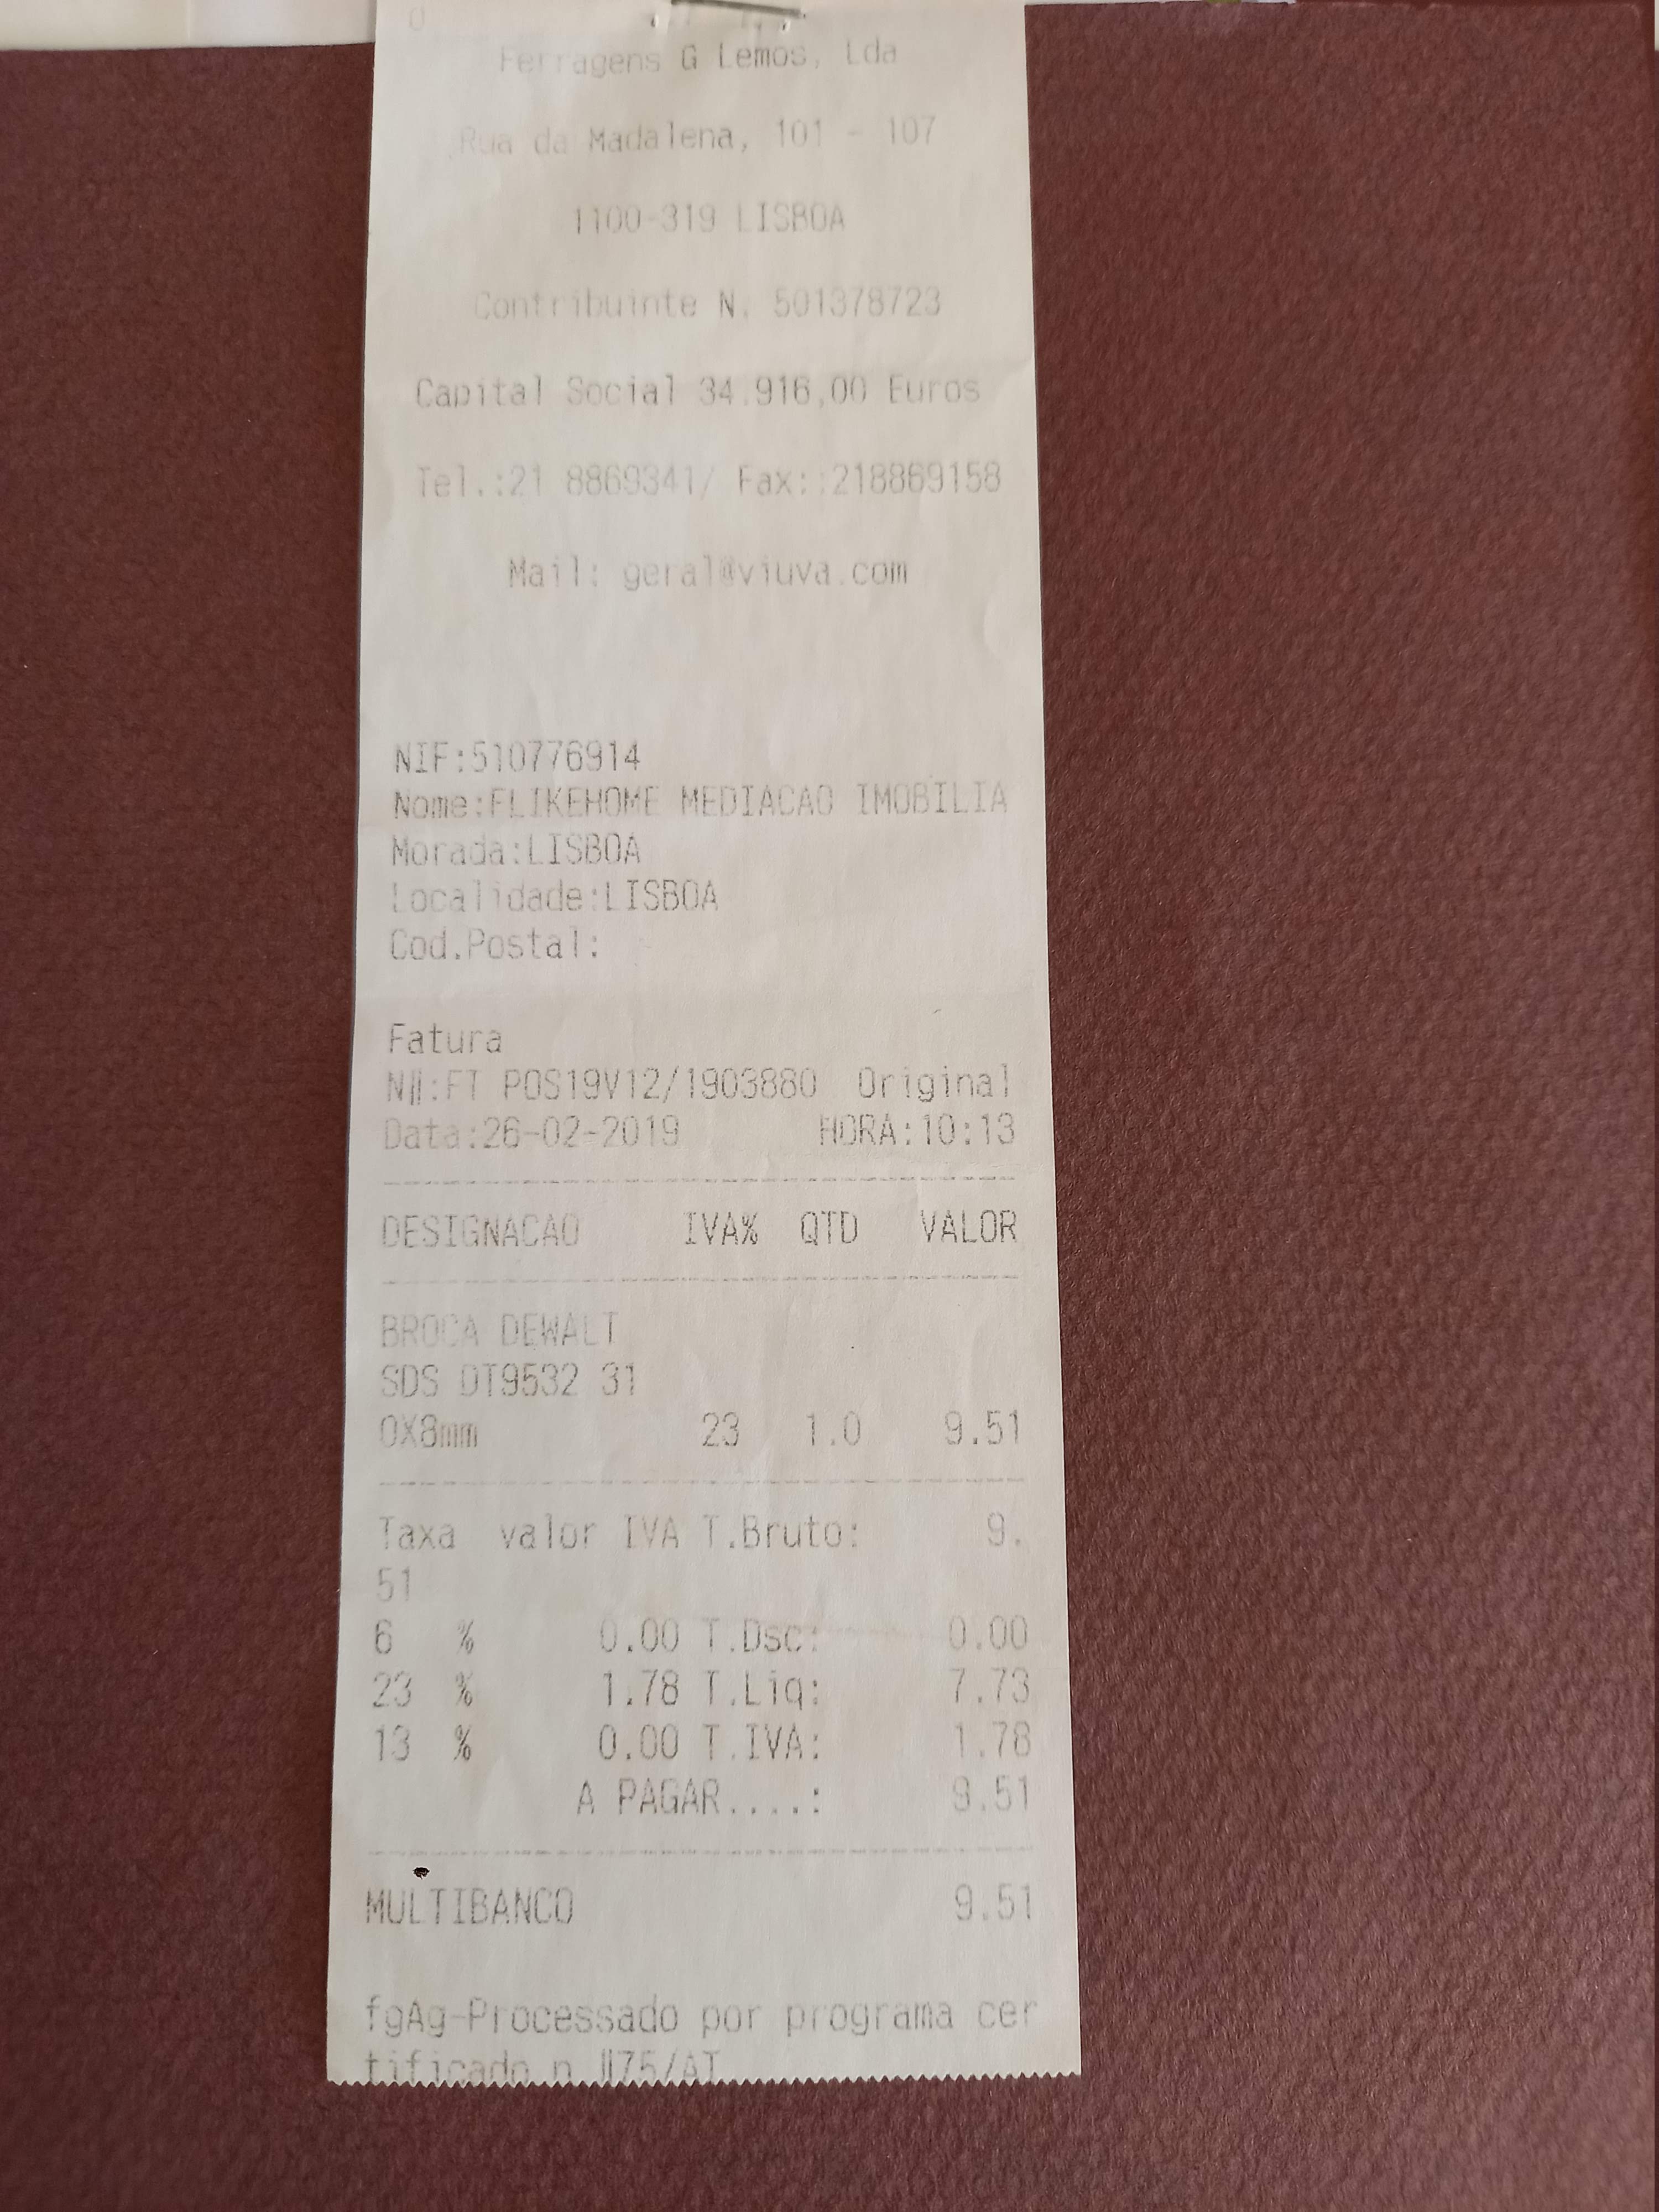 Ferragens G Lemos, Lda
Rua da Madalena, 101 - 107
1100-319 LISBOA
Contribuinte N. 501378723
Capital Social 34.916,00 Euros
Tel.:21 8869341/ Fax::218869158
Mail: geral@viuva.com
NIF:510776914
Nome:FLIKEHOME MEDIACAO IMOBILIA
Morada:LISBOA
Localidade:LISBOA
Cod.Postal:
Fatura
Nº:FT POS19V12/1903880 Original
Data:26-02-2019 HORA:10:13
DESIGNACAO IVA% QTD VALOR
BROCA DEWALT
SDS DT9532 31
0X8mm 23 1.0 9.51
Taxa valor IVA T.Bruto: 9.
51
6 % 0.00 T.Dsc: 0.00
23 % 1.78 T.Liq: 7.73
13 % 0.00 T.IVA: 1.78
A PAGAR....: 9.51
MULTIBANCO 9.51
fgAg-Processado por programa cer
tificado n.º75/AT